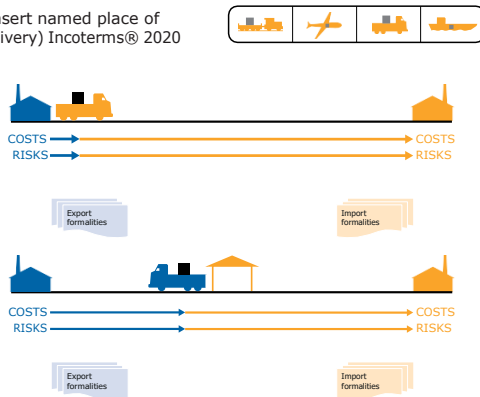 nsert named place of
ivery) Incoterms® 2020
COSTS COSTS
RISKS RISKS
Export
formalities
Import
formalities
COSTS COSTS
RISKS RISKS
Export
formalities
Import
formalities